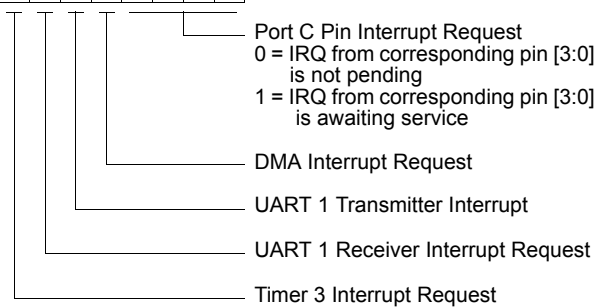 Port C Pin Interrupt Request
0 = IRQ from corresponding pin [3:0]
is not pending
1 = IRQ from corresponding pin [3:0]
is awaiting service
DMA Interrupt Request
UART 1 Transmitter Interrupt
UART 1 Receiver Interrupt Request
Timer 3 Interrupt Request